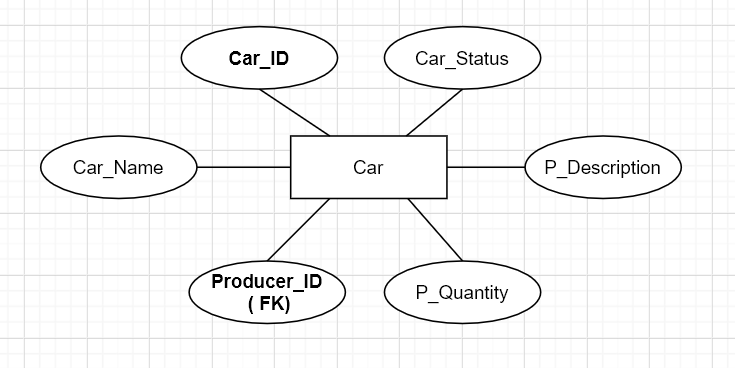 Car_ID
Car_Status
Car_Name
Car
P_Description
Producer_ID
( FK)
P_Quantity